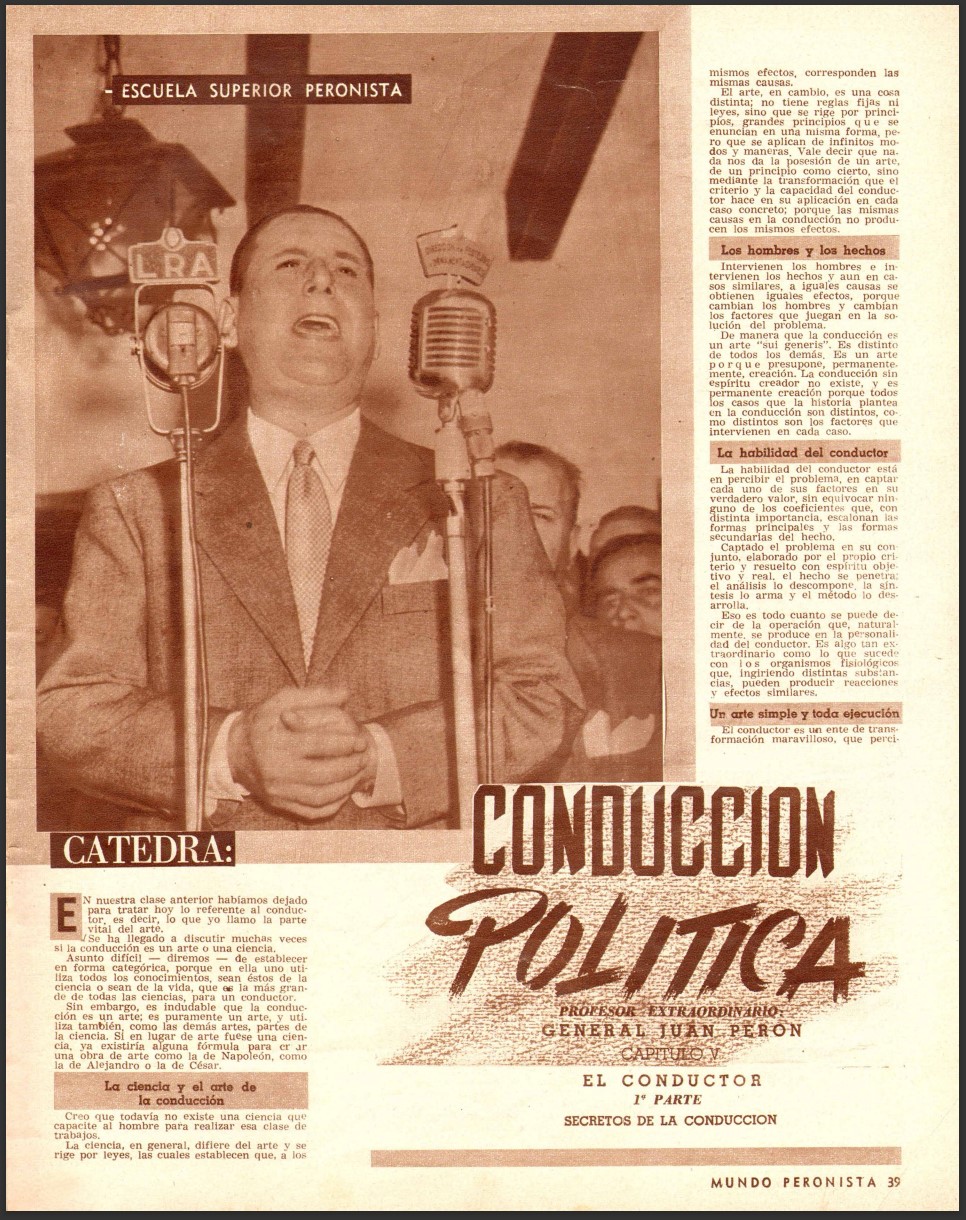 ESCUELA SUPERIOR PERONISTA
LRA
CATEDRA:
CONDUCCION
POLITICA
PROFESOR EXTRAORDINARIO:
GENERAL JUAN PERON
CAPITULO V
EL CONDUCTOR
1ª PARTE
SECRETOS DE LA CONDUCCION
EN nuestra clase anterior habíamos dejado
para tratar hoy lo referente al conduc-
tor, es decir, lo que yo llamo la parte
vital del arte.
Se ha llegado a discutir muchas veces
si la conducción es un arte o una ciencia.
Asunto difícil — diremos — de establecer
en forma categórica, porque en ella uno uti-
liza todos los conocimientos, sean éstos de la
ciencia o sean de la vida, que es la más gran-
de de todas las ciencias, para un conductor.
Sin embargo, es indudable que la conduc-
ción es un arte; es puramente un arte, y uti-
liza también, como las demás artes, partes de
la ciencia. Si en lugar de arte fuese una cien-
cia, ya existiría alguna fórmula para cr ar
una obra de arte como la de Napoleón, como
la de Alejandro o la de César.
La ciencia y el arte de
la conducción
Creo que todavía no existe una ciencia que
capacite al hombre para realizar esa clase de
trabajos.
La ciencia, en general, difiere del arte y se
rige por leyes, las cuales establecen que, a los
mismos efectos, corresponden las
mismas causas.
El arte, en cambio, es una cosa
distinta; no tiene reglas fijas ni
leyes, sino que se rige por princi-
pios, grandes principios que se
enuncian en una misma forma, pe-
ro que se aplican de infinitos mo-
dos y maneras. Vale decir que na-
da nos da la posesión de un arte,
de un principio como cierto, sino
mediante la transformación que el
criterio y la capacidad del conduc-
tor hace en su aplicación en cada
caso concreto; porque las mismas
causas en la conducción no produ-
cen los mismos efectos.
Los hombres y los hechos
Intervienen los hombres e in-
tervienen los hechos y aun en ca-
sos similares, a iguales causas se
obtienen iguales efectos, porque
cambian los hombres y cambian
los factores que juegan en la so-
lución del problema.
De manera que la conducción es
un arte "sui generis". Es distinto
de todos los demás. Es un arte
porque presupone, permanente-
mente, creación. La conducción sin
espíritu creador no existe, y es
permanente creación porque todos
los casos que la historia plantea
en la conducción son distintos, co-
mo distintos son los factores que
intervienen en cada caso.
La habilidad del conductor
La habilidad del conductor está
en percibir el problema, en captar
cada uno de sus factores en su
verdadero valor, sin equivocar nin-
guno de los coeficientes que, con
distinta importancia, escalonan las
formas principales y las formas
secundarias del hecho.
Captado el problema en su con-
junto, elaborado por el propio cri-
terio y resuelto con espíritu obje-
tivo y real, el hecho se penetra;
el análisis lo descompone, la sín-
tesis lo arma y el método lo des-
arrolla.
Eso es todo cuanto se puede de-
cir de la operación que, natural-
mente, se produce en la personali-
dad del conductor. Es algo tan ex-
traordinario como lo que sucede
con los organismos fisiológicos
que, ingiriendo distintas substan-
cias, pueden producir reacciones
y efectos similares.
Un arte simple y toda ejecución
El conductor es un ente de trans-
formación maravilloso, que perci-
MUNDO PERONISTA 39